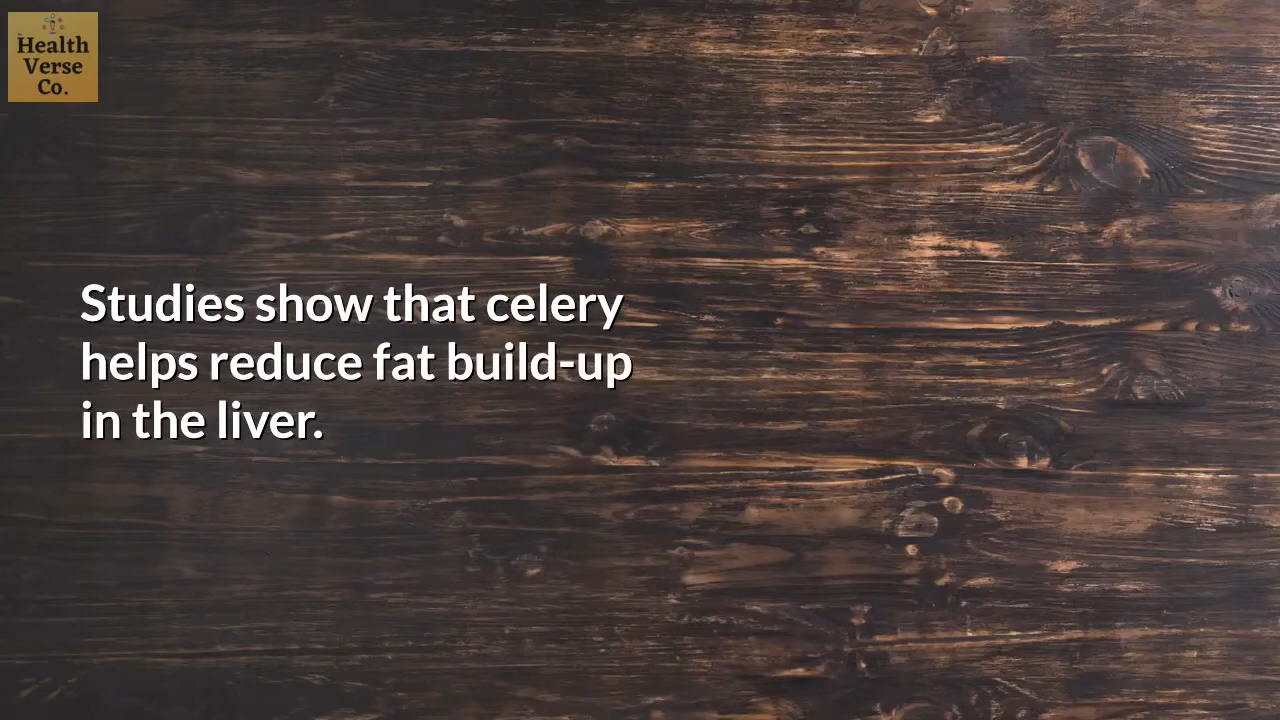 Health
Verse
Co.
Studies show that celery
helps reduce fat build-up
in the liver.